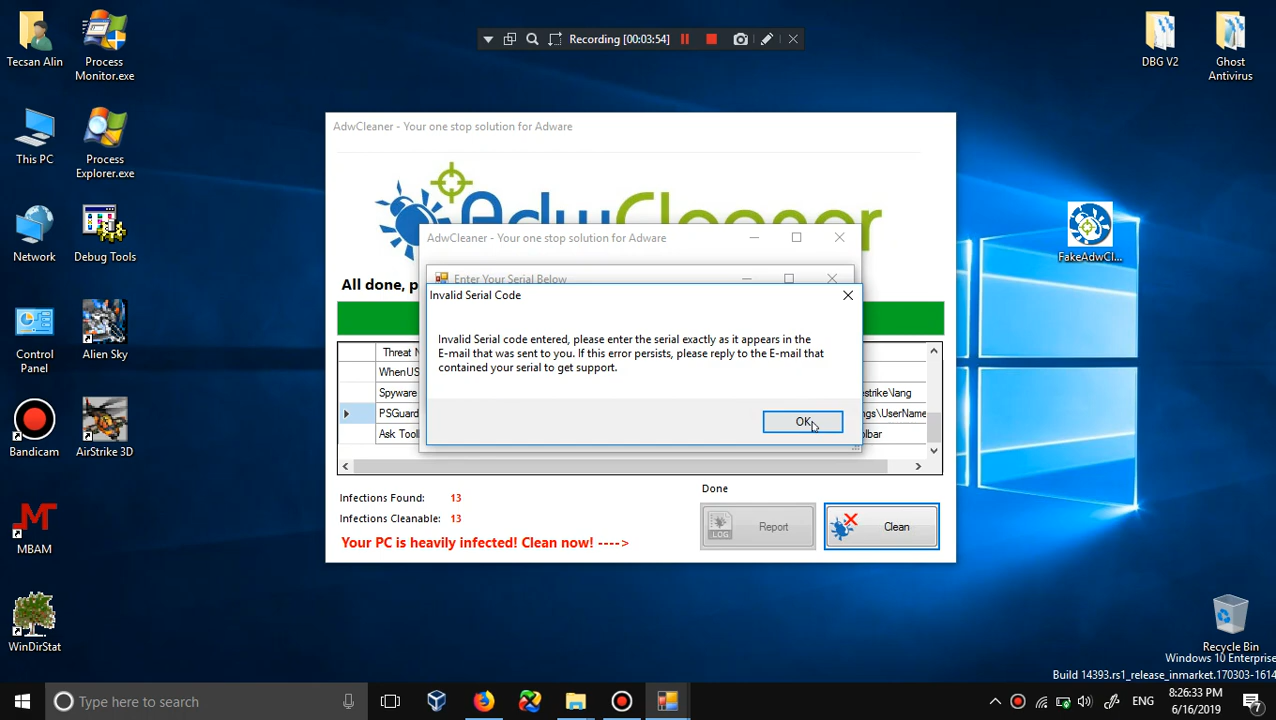 Tecsan Alin
Process
Monitor.exe
Recording [00:03:54]
DBG V2
Ghost
Antivirus
This PC
Process
Explorer.exe
Network
Debug Tools
Control
Panel
Alien Sky
Bandicam
AirStrike 3D
MBAM
WinDirStat
FakeAdwCl...
Recycle Bin
AdwCleaner - Your one stop solution for Adware
AdwCleaner
AdwCleaner - Your one stop solution for Adware
All done, p
Enter Your Serial Below
Invalid Serial Code
Invalid Serial code entered, please enter the serial exactly as it appears in the
E-mail that was sent to you. If this error persists, please reply to the E-mail that
contained your serial to get support.
OK
Threat N
WhenUS
Spyware
estrike\lang
PSGuard
ngs\UserName
Ask Tool
olbar
Infections Found: 13
Infections Cleanable: 13
Your PC is heavily infected! Clean now! ---->
Done
LOG
Report
Clean
Windows 10 Enterprise
Build 14393.rs1_release_inmarket.170303-1614
Type here to search
ENG
8:26:33 PM
6/16/2019
7